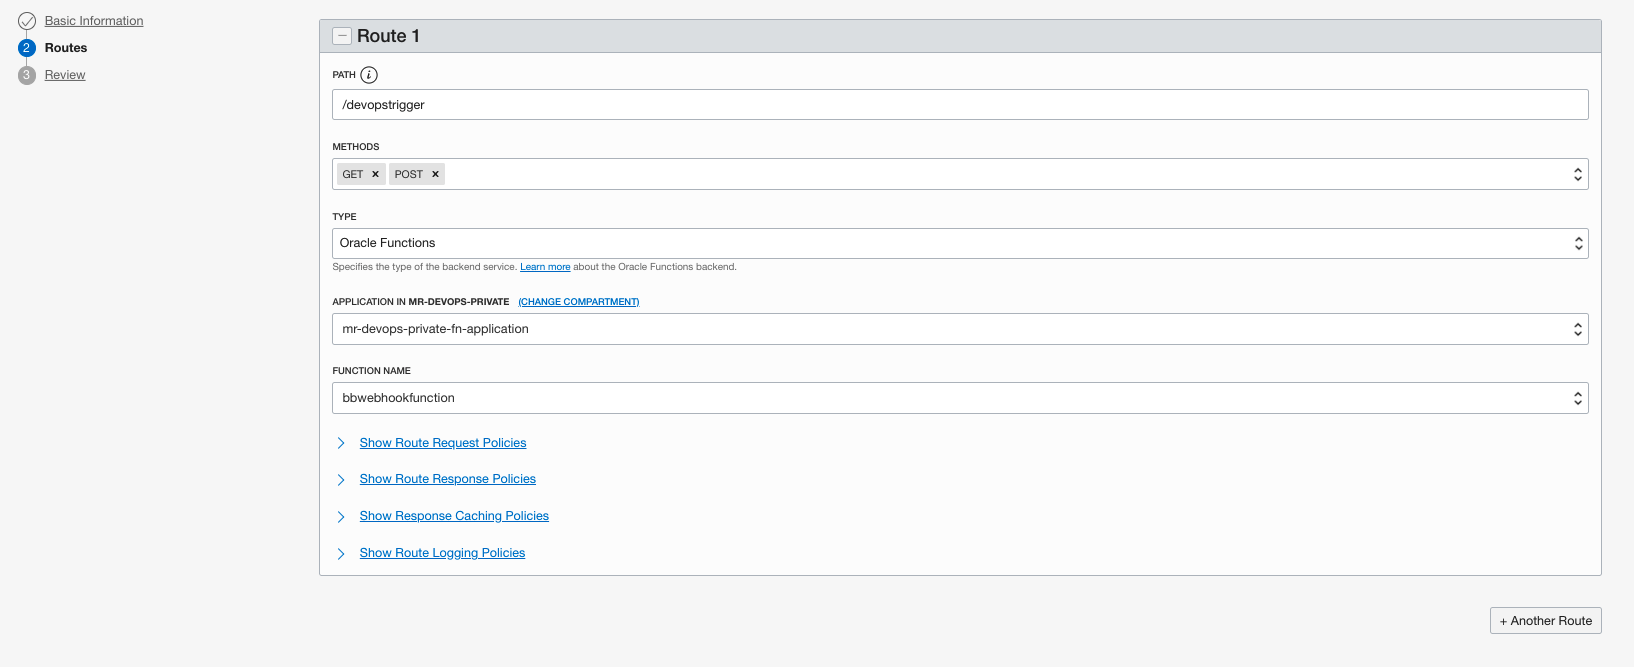 Basic Information
2 Routes
3 Review
Route 1
PATH i
/devopstrigger
METHODS
GET × POST ×
TYPE
Oracle Functions
Specifies the type of the backend service. Learn more about the Oracle Functions backend.
APPLICATION IN MR-DEVOPS-PRIVATE (CHANGE COMPARTMENT)
mr-devops-private-fn-application
FUNCTION NAME
bbwebhookfunction
Show Route Request Policies
Show Route Response Policies
Show Response Caching Policies
Show Route Logging Policies
+ Another Route